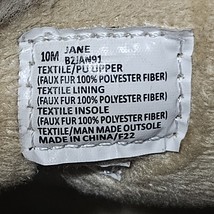 10M JANE
B2JAN91
TEXTILE/PU UPPER
(FAUX FUR 100% POLYESTER FIBER)
TEXTILE LINING
(FAUX FUR 100% POLYESTER FIBER)
TEXTILE INSOLE
(FAUX FUR 100% POLYESTER FIBER)
TEXTILE/MAN MADE OUTSOLE
MADE IN CHINA/F22